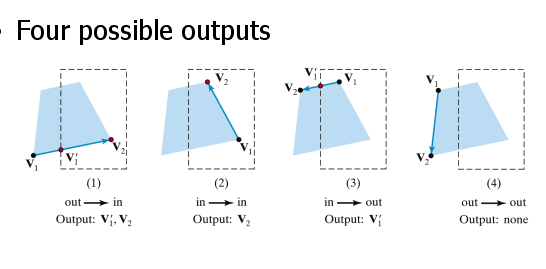 • Four possible outputs
V₁ V₁′ V₂
V₂ V₁
V₂ V₁′ V₁
V₁ V₂
(1) (2) (3) (4)
out → in in → in in → out out → out
Output: V₁′, V₂ Output: V₂ Output: V₁′ Output: none